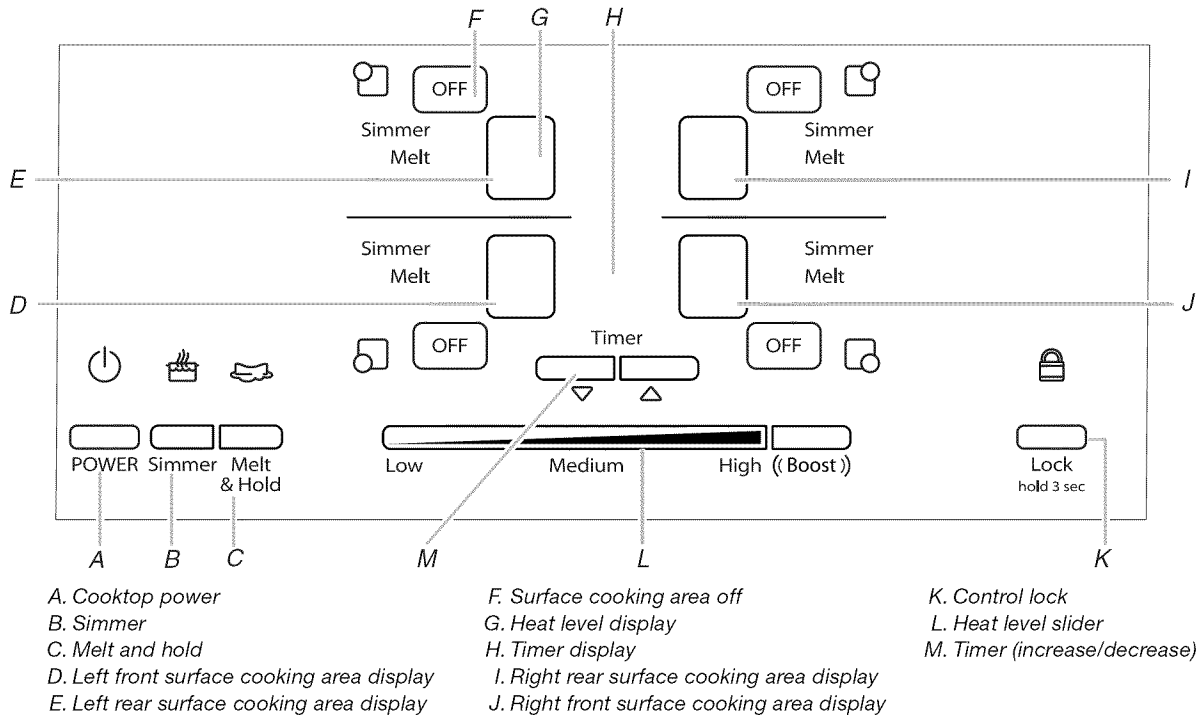 F G H
OFF OFF
Simmer Simmer
Melt Melt
E I
Simmer Simmer
Melt Melt
D J
OFF Timer OFF
POWER Simmer Melt & Hold
Low Medium High ((Boost))
Lock
hold 3 sec
A B C M L K
A. Cooktop power
B. Simmer
C. Melt and hold
D. Left front surface cooking area display
E. Left rear surface cooking area display
F. Surface cooking area off
G. Heat level display
H. Timer display
I. Right rear surface cooking area display
J. Right front surface cooking area display
K. Control lock
L. Heat level slider
M. Timer (increase/decrease)